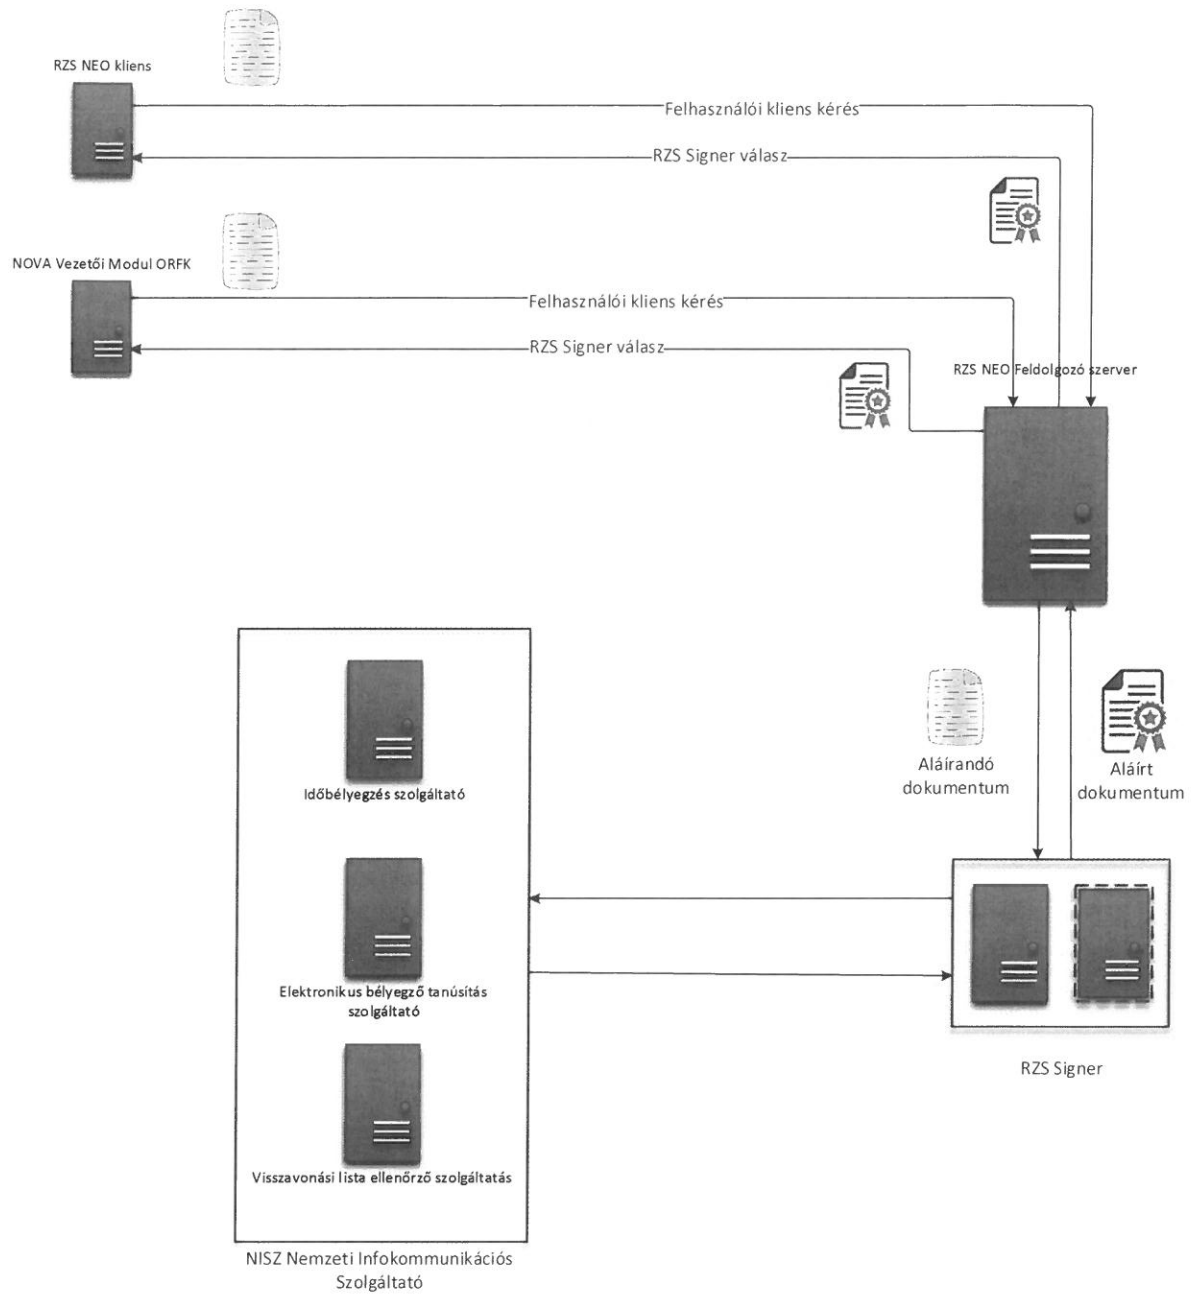 RZS NEO kliens
Felhasználói kliens kérés
RZS Signer válasz
NOVA Vezetői Modul ORFK
Felhasználói kliens kérés
RZS Signer válasz
RZS NEO Feldolgozó szerver
Aláírandó
dokumentum
Aláírt
dokumentum
Időbélyegzés szolgáltató
Elektronikus bélyegző tanúsítás
szolgáltató
Visszavonási lista ellenőrző szolgáltatás
RZS Signer
NISZ Nemzeti Infokommunikációs
Szolgáltató